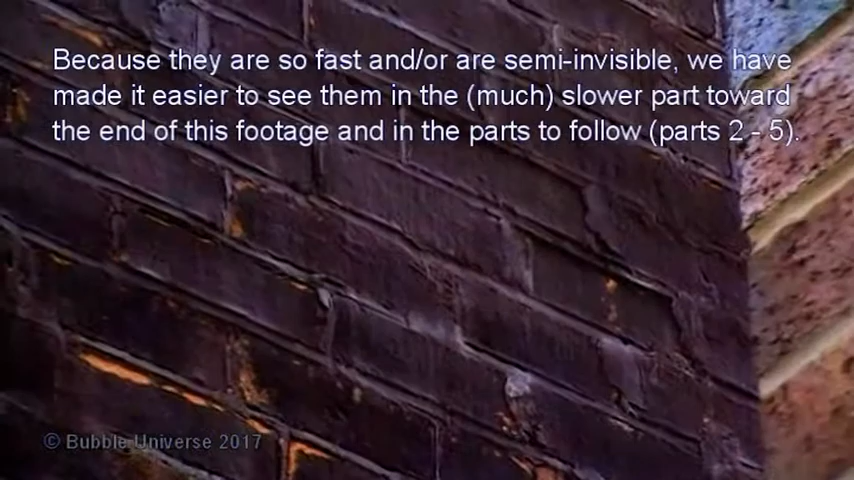 Because they are so fast and/or are semi-invisible, we have
made it easier to see them in the (much) slower part toward
the end of this footage and in the parts to follow (parts 2 - 5).
© Bubble Universe 2017